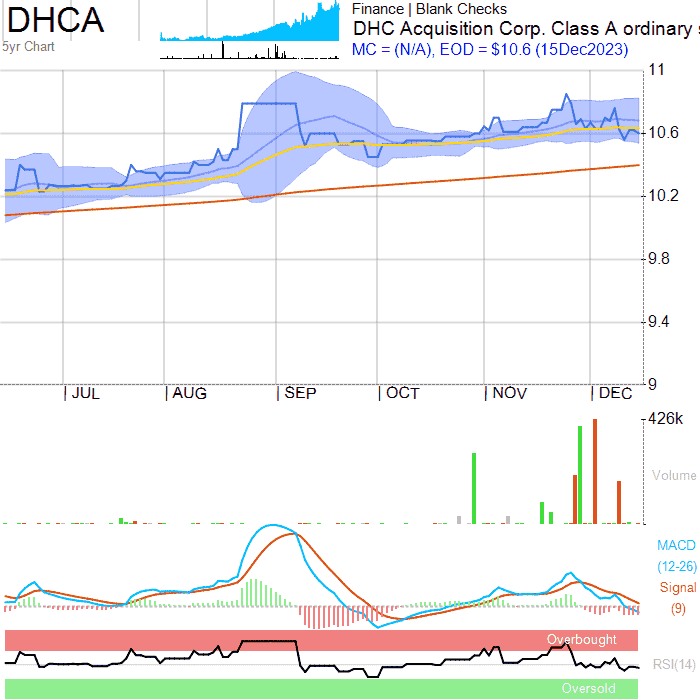 DHCA
5yr Chart
Finance | Blank Checks
DHC Acquisition Corp. Class A ordinary s
MC = (N/A), EOD = $10.6 (15Dec2023)
11
10.6
10.2
9.8
9.4
9
| JUL | AUG | SEP | OCT | NOV | DEC
426k
Volume
MACD
(12-26)
Signal
(9)
Overbought
RSI(14)
Oversold